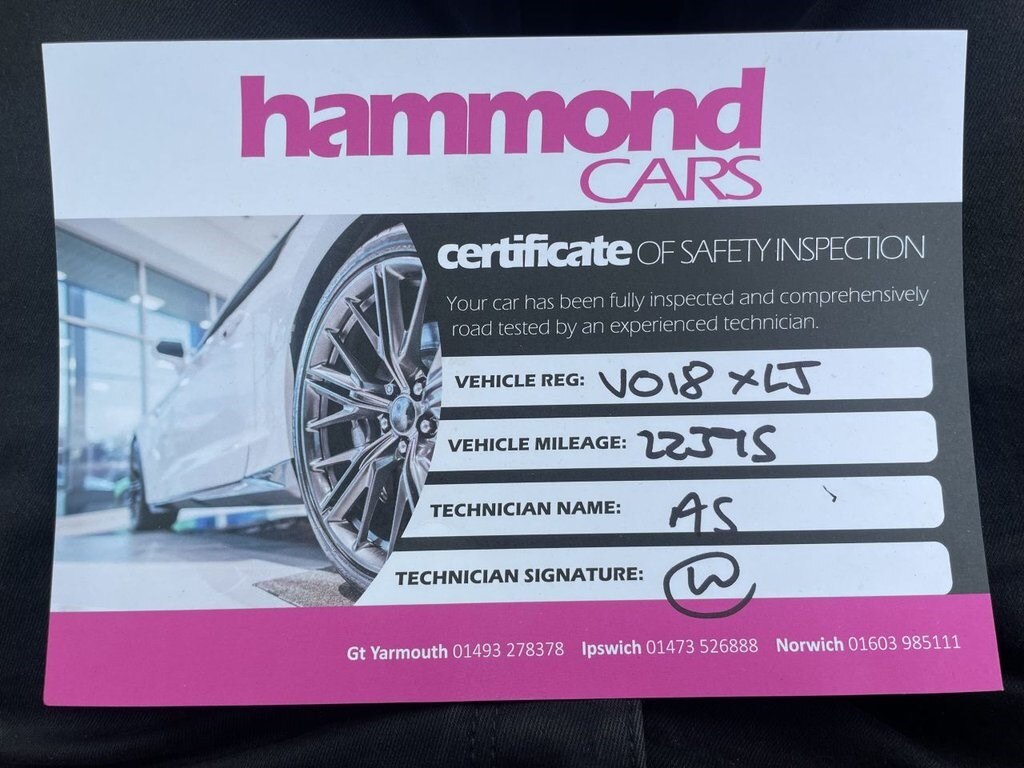 hammond
CARS
certificate OF SAFETY INSPECTION
Your car has been fully inspected and comprehensively
road tested by an experienced technician.
VEHICLE REG: VO18 XLJ
VEHICLE MILEAGE:
TECHNICIAN NAME: AS
TECHNICIAN SIGNATURE:
Gt Yarmouth 01493 278378 Ipswich 01473 526888 Norwich 01603 985111